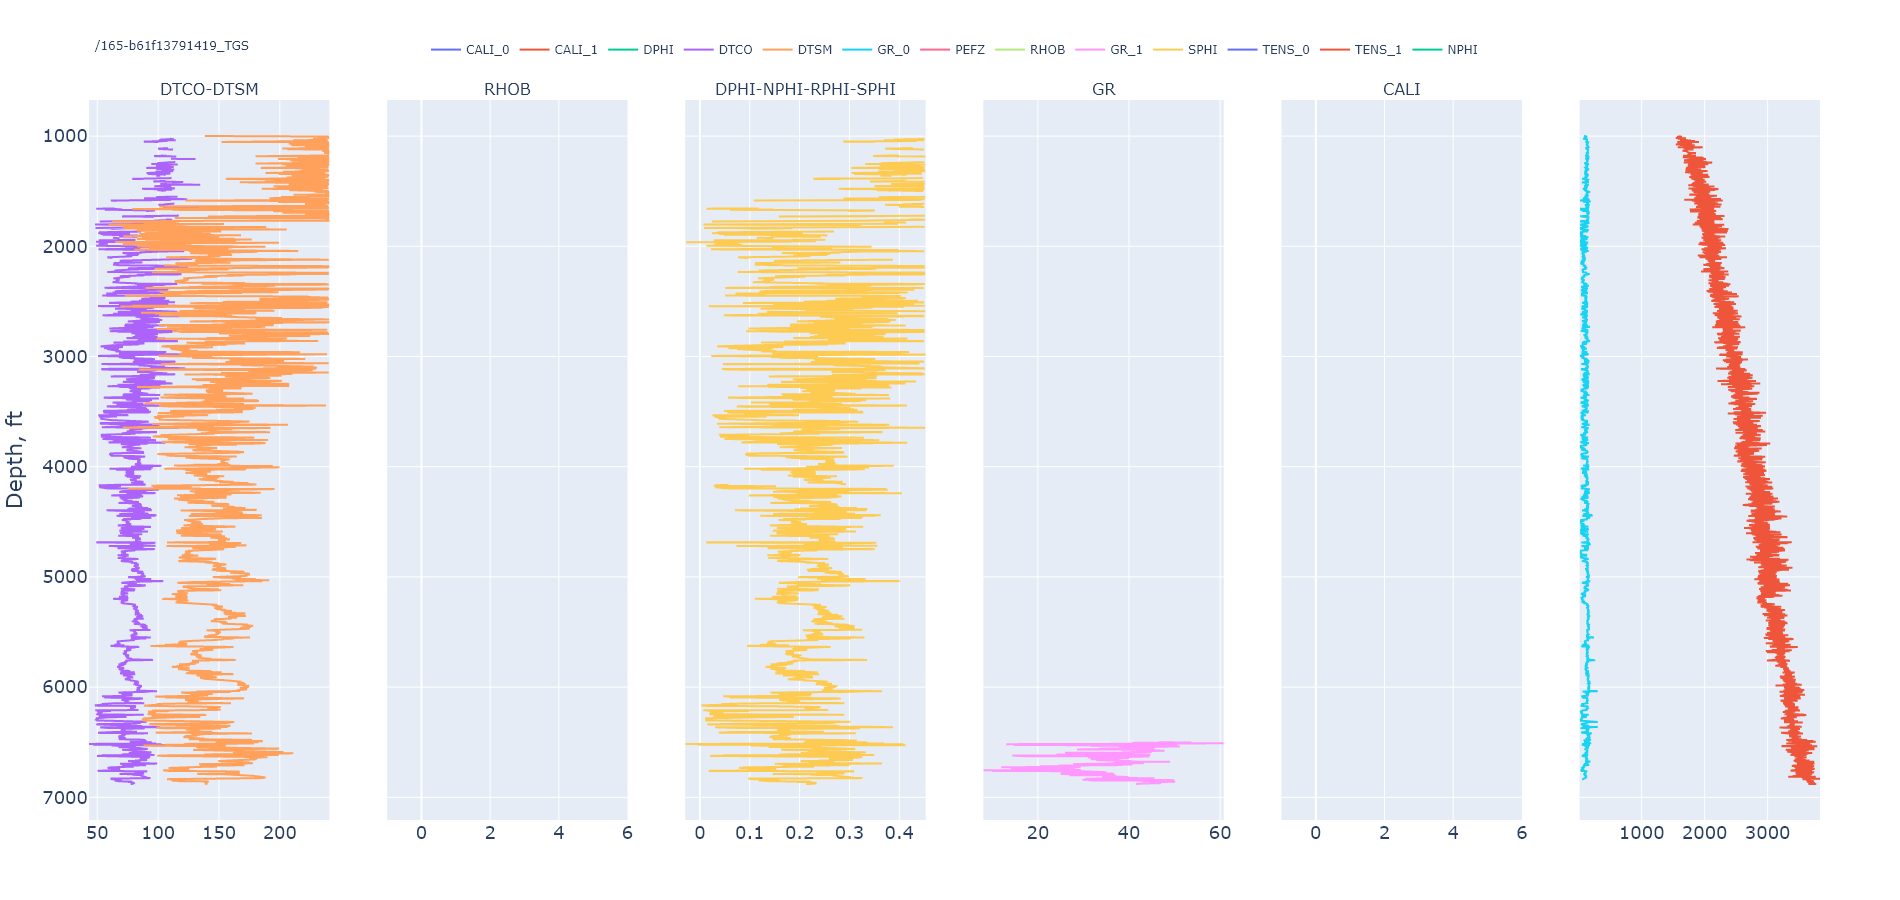 /165-b61f13791419_TGS
CALI_0 CALI_1 DPHI DTCO DTSM GR_0 PEFZ RHOB GR_1 SPHI TENS_0 TENS_1 NPHI
DTCO-DTSM RHOB DPHI-NPHI-RPHI-SPHI GR CALI
1000
2000
3000
4000
5000
6000
7000
Depth, ft
50 100 150 200 0 2 4 6 0 0.1 0.2 0.3 0.4 20 40 60 0 2 4 6 1000 2000 3000